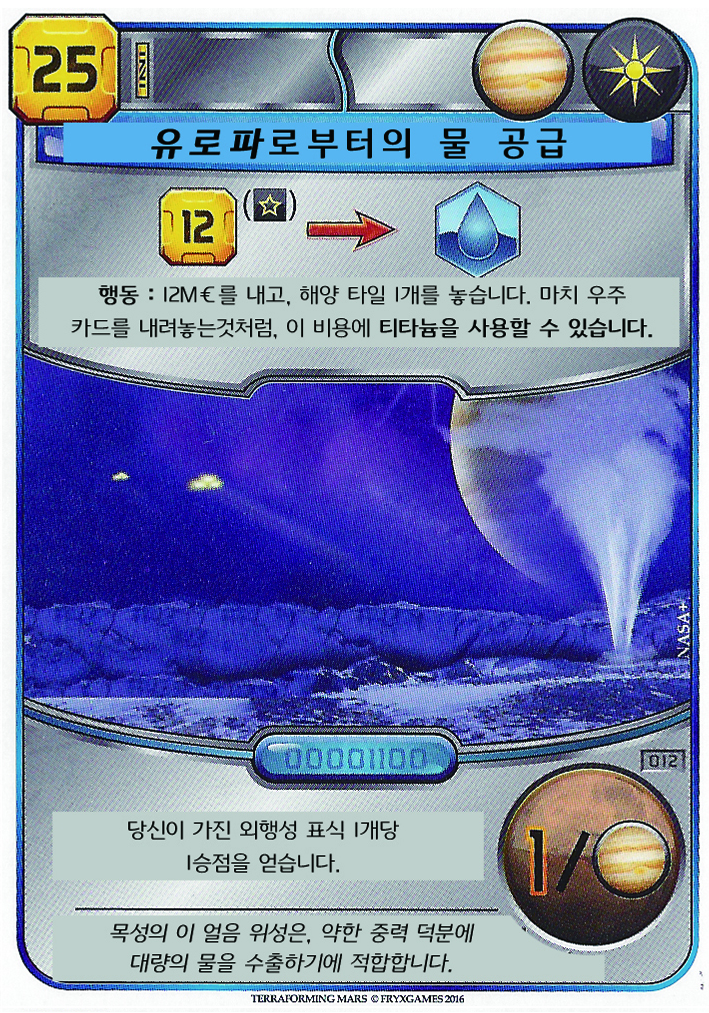 25
유로파로부터의 물 공급
12 ( )
행동 : 12M€를 내고, 해양 타일 1개를 놓습니다. 마치 우주
카드를 내려놓는것처럼, 이 비용에 티타늄을 사용할 수 있습니다.
NASA+
00001100
012
당신이 가진 외행성 표식 1개당
1승점을 얻습니다.
1/
목성의 이 얼음 위성은, 약한 중력 덕분에
대량의 물을 수출하기에 적합합니다.
TERRAFORMING MARS © FRYXGAMES 2016